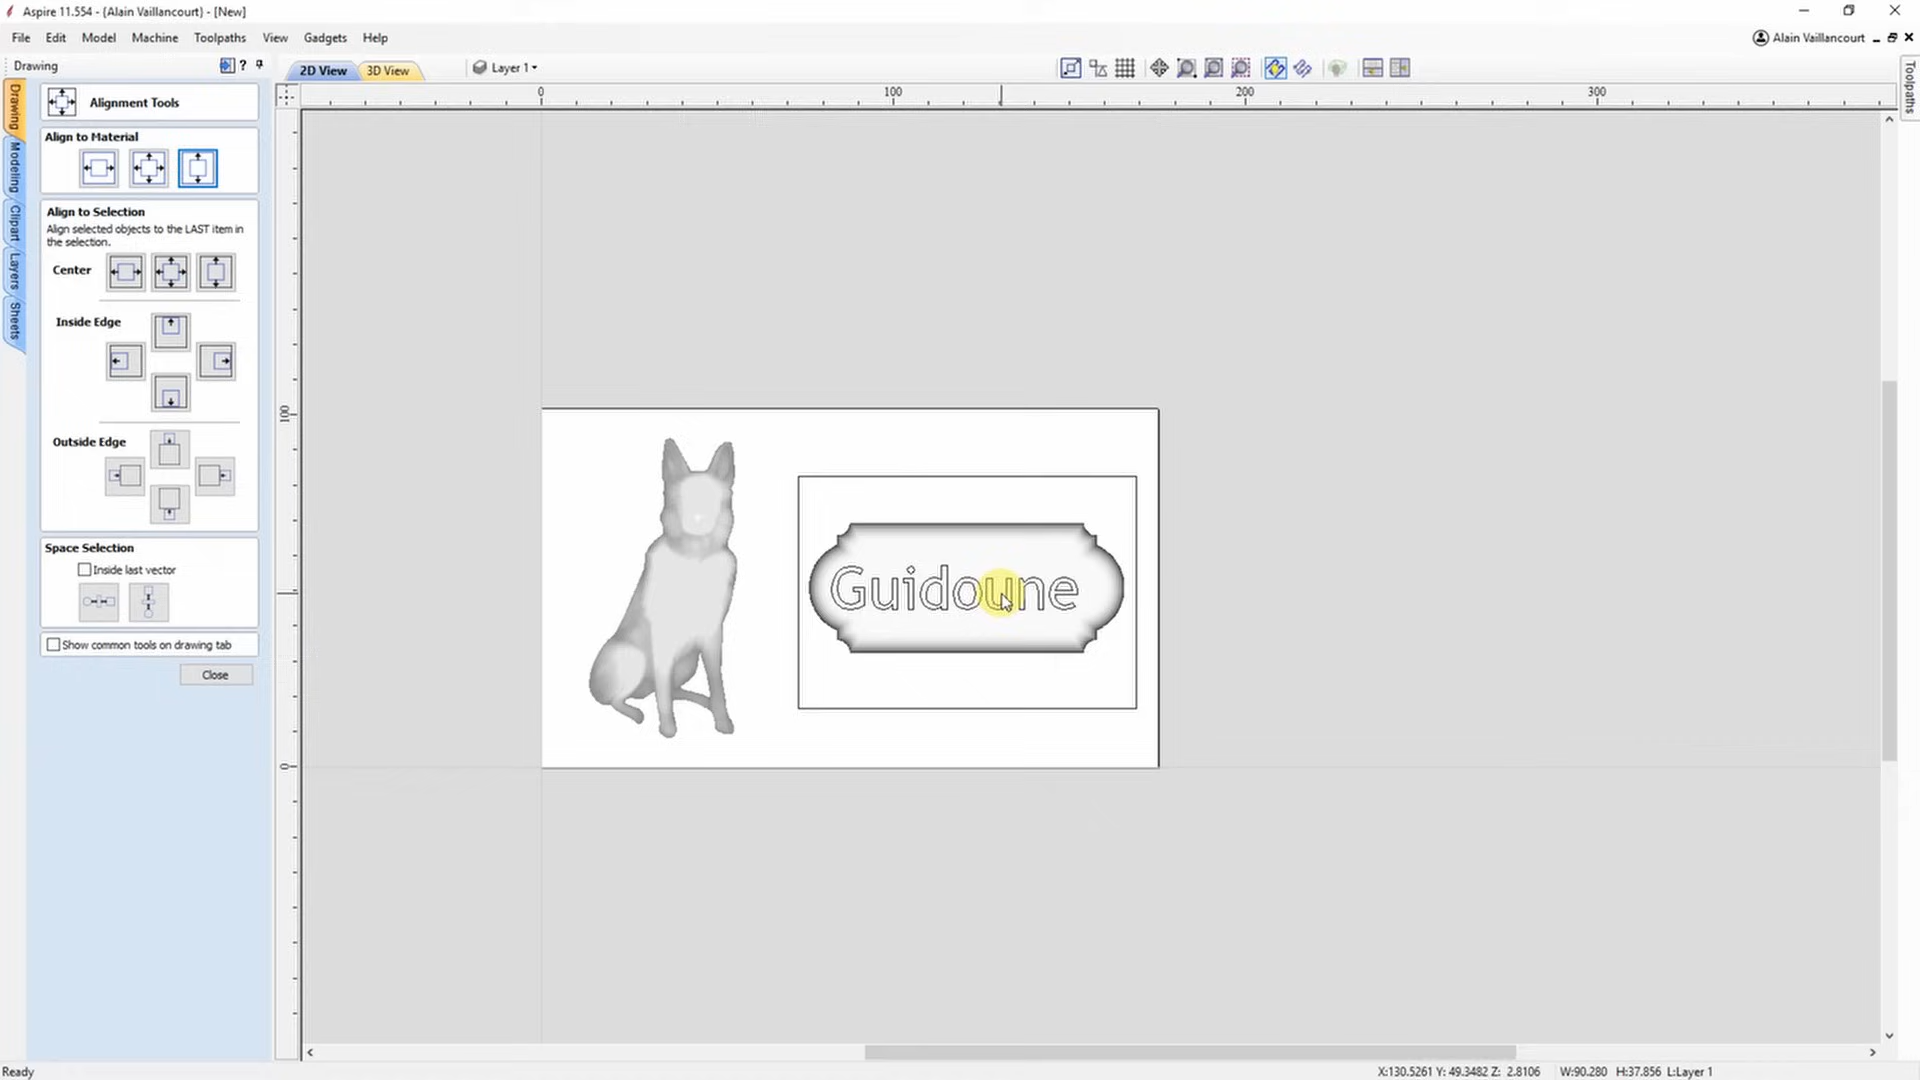 Aspire 11.554 - {Alain Vaillancourt} - [New]
File Edit Model Machine Toolpaths View Gadgets Help
Alain Vaillancourt
Drawing
2D View 3D View Layer 1
Toolpaths
Drawing
Modeling
Clipart
Layers
Sheets
Alignment Tools
Align to Material
Align to Selection
Align selected objects to the LAST item in
the selection.
Center
Inside Edge
Outside Edge
Space Selection
Inside last vector
Show common tools on drawing tab
Close
0 100 200 300
100
0
Guidoune
Ready
X:130.5261 Y: 49.3482 Z: 2.8106 W:90.280 H:37.856 L:Layer 1